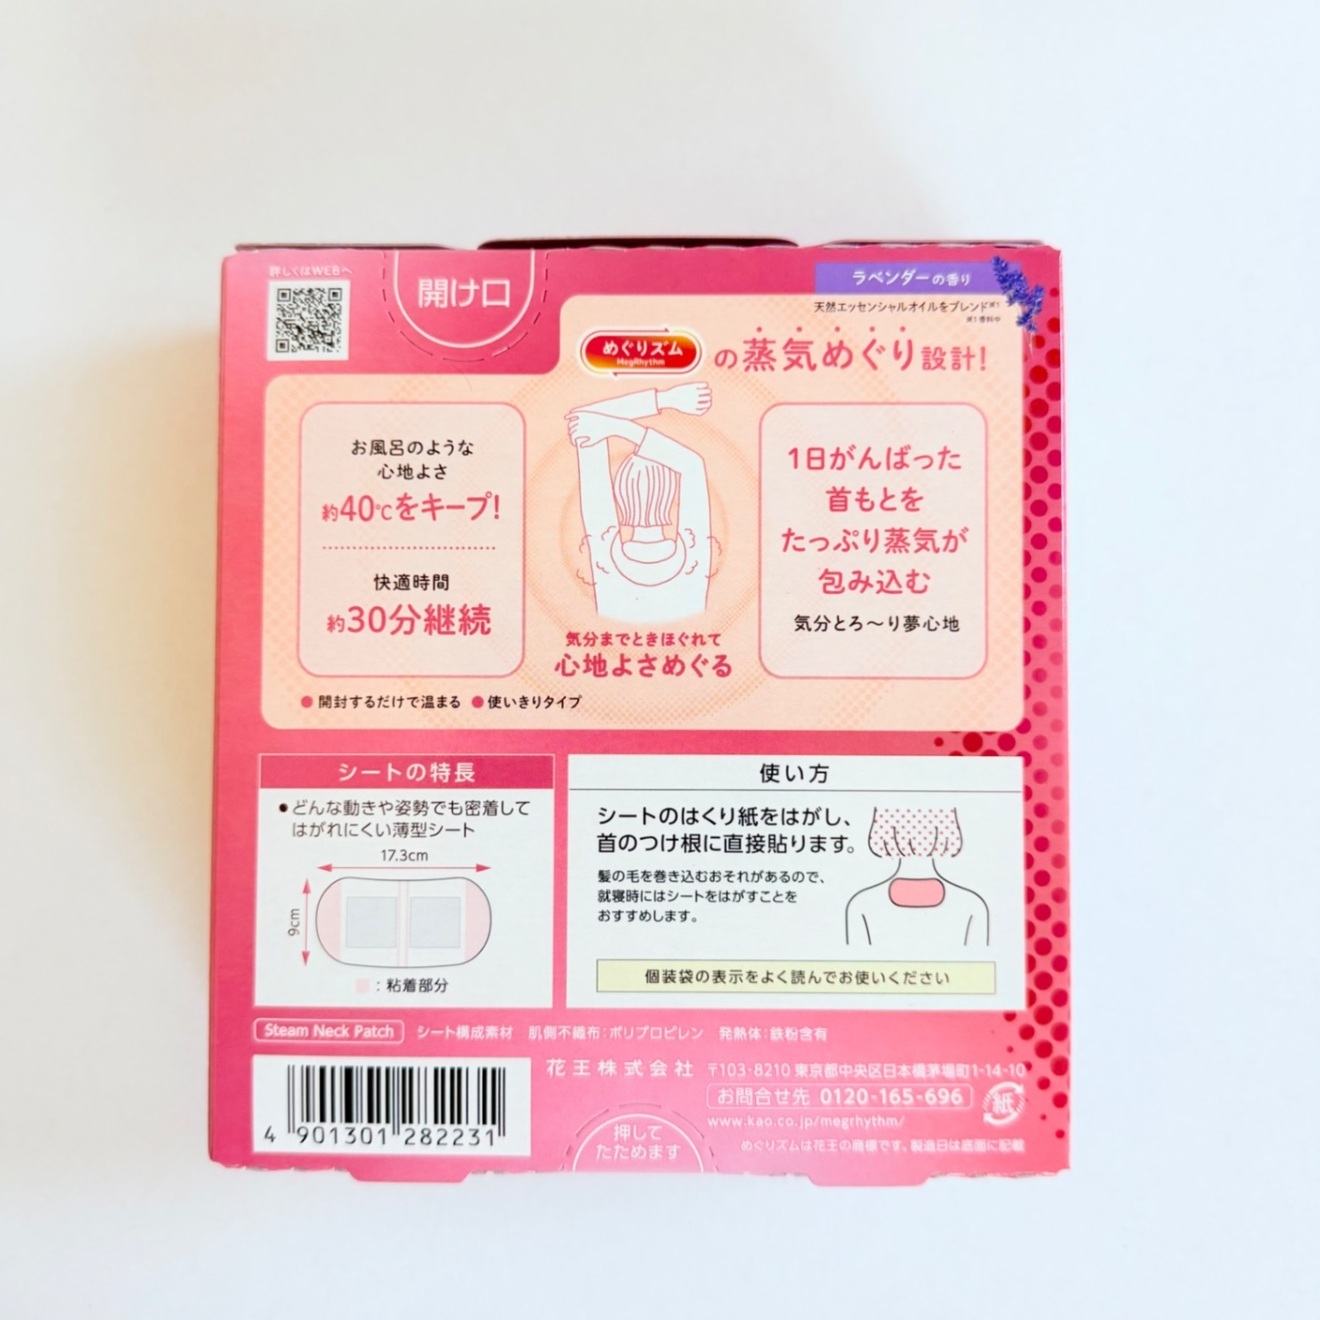 詳しくはWEBへ
開け口
ラベンダーの香り
天然エッセンシャルオイルをブレンド※1
※1 香料中
めぐりズム
MegRhythm
の蒸気めぐり設計!
お風呂のような
心地よさ
約40℃をキープ!
快適時間
約30分継続
1日がんばった
首もとを
たっぷり蒸気が
包み込む
気分とろ〜り夢心地
気分までときほぐれて
心地よさめぐる
●開封するだけで温まる ●使いきりタイプ
シートの特長
●どんな動きや姿勢でも密着して
はがれにくい薄型シート
17.3cm
9cm
:粘着部分
使い方
シートのはくり紙をはがし、
首のつけ根に直接貼ります。
髪の毛を巻き込むおそれがあるので、
就寝時にはシートをはがすことを
おすすめします。
個装袋の表示をよく読んでお使いください
Steam Neck Patch シート構成素材 肌側不織布:ポリプロピレン 発熱体:鉄粉含有
花王株式会社 〒103-8210 東京都中央区日本橋茅場町1-14-10
お問合せ先 0120-165-696
紙
www.kao.co.jp/megrhythm/
めぐりズムは花王の商標です。製造日は底面に記載
4 901301 282231
押して
たためます